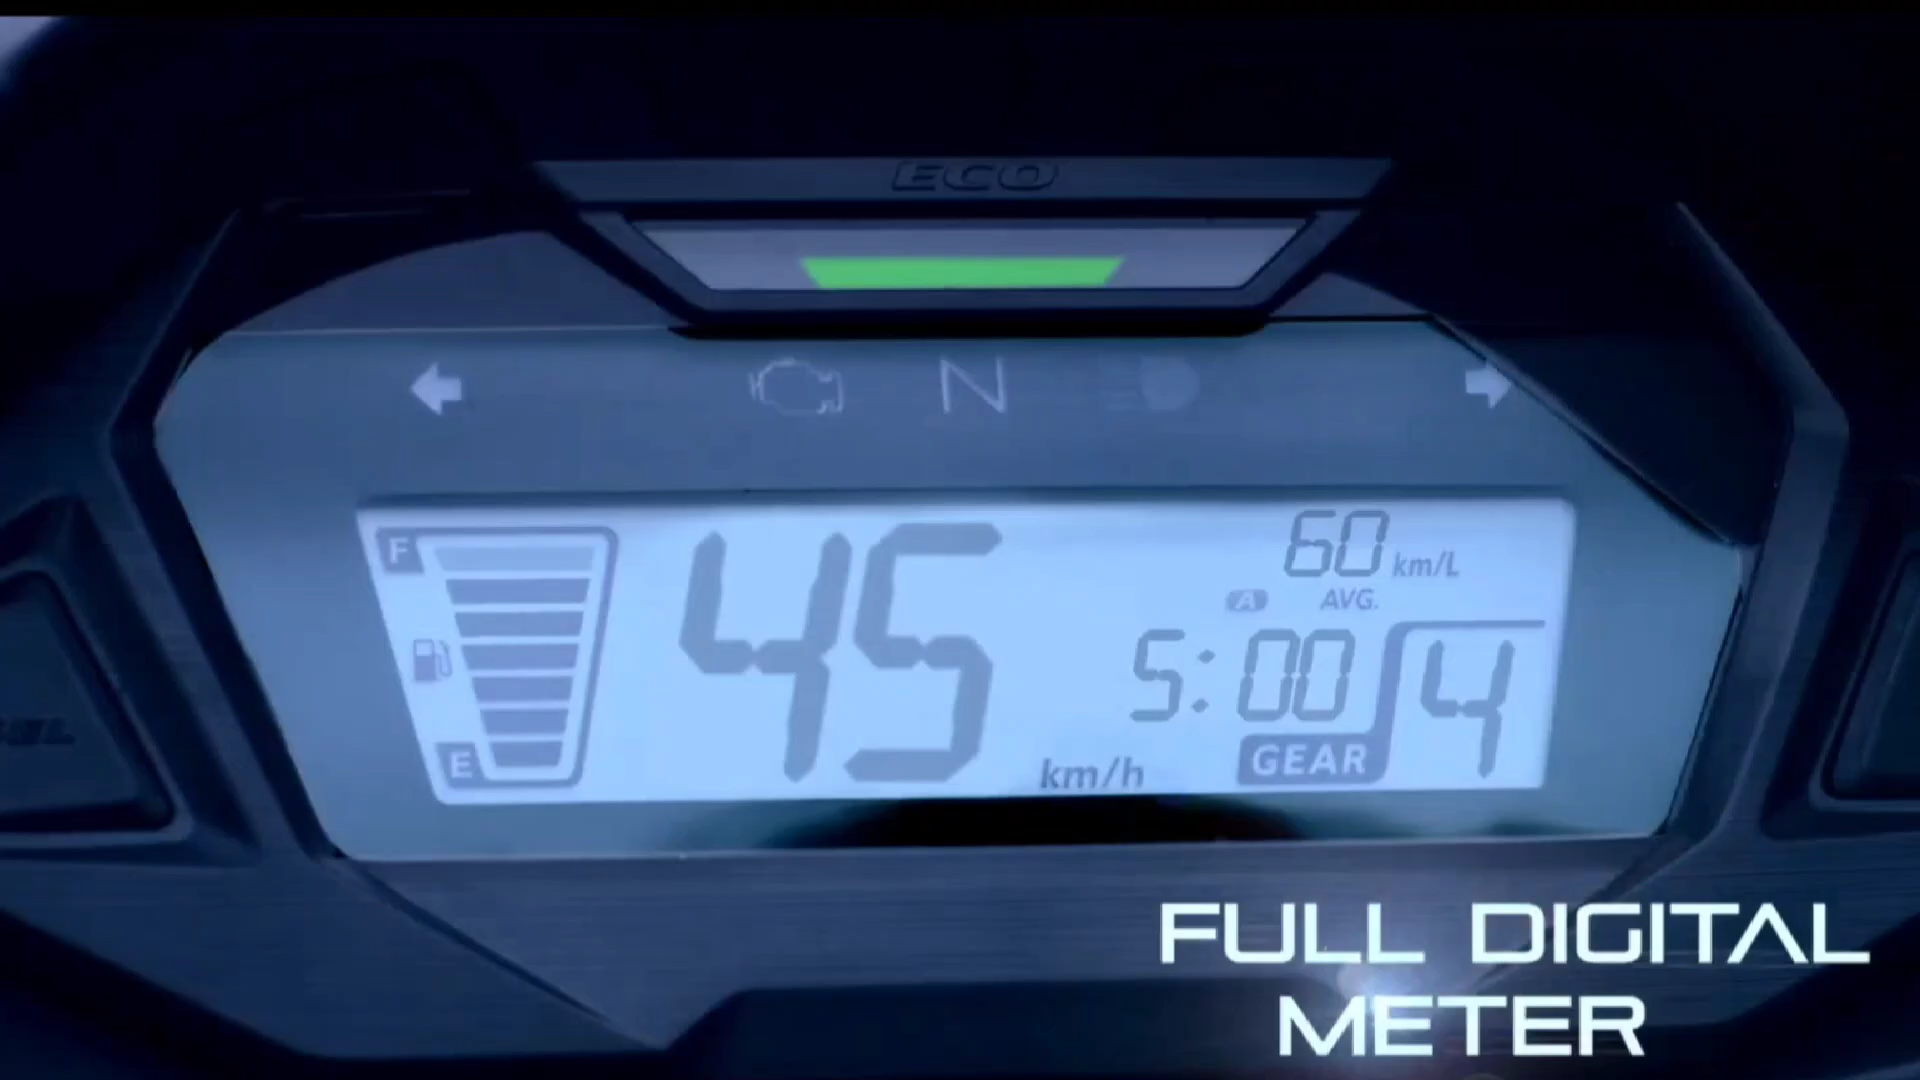 ECO
N
F
45
60 km/L
A AVG.
5:00
4
E
km/h
GEAR
FULL DIGITAL
METER